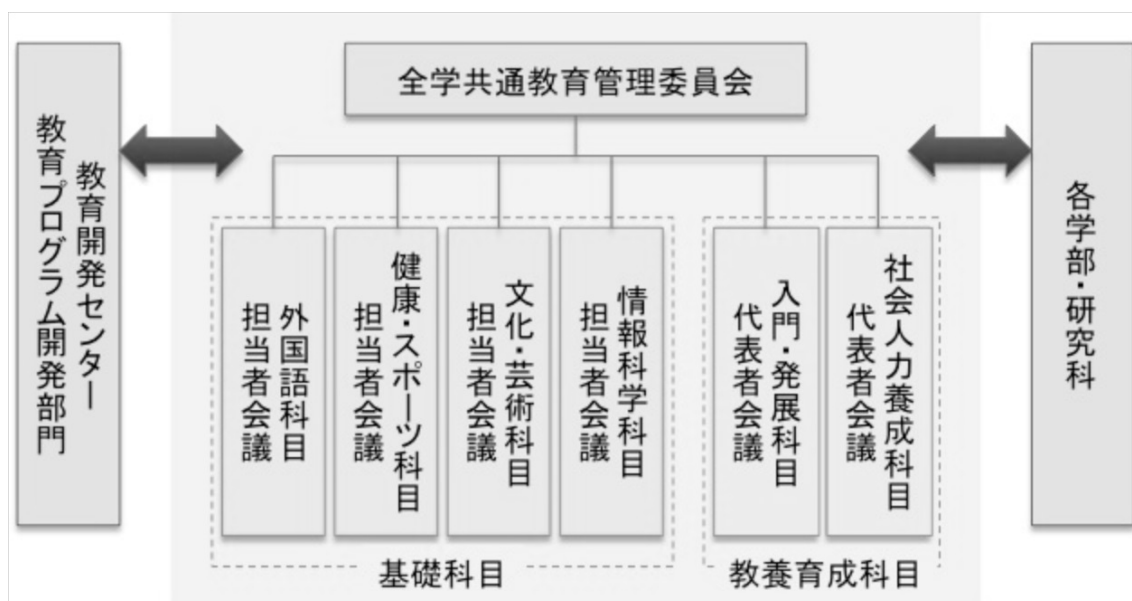 全学共通教育管理委員会
教育開発センター
教育プログラム開発部門
外国語科目
担当者会議
健康・スポーツ科目
担当者会議
文化・芸術科目
担当者会議
情報科学科目
担当者会議
入門・発展科目
代表者会議
社会人力養成科目
代表者会議
各学部・研究科
基礎科目
教養育成科目